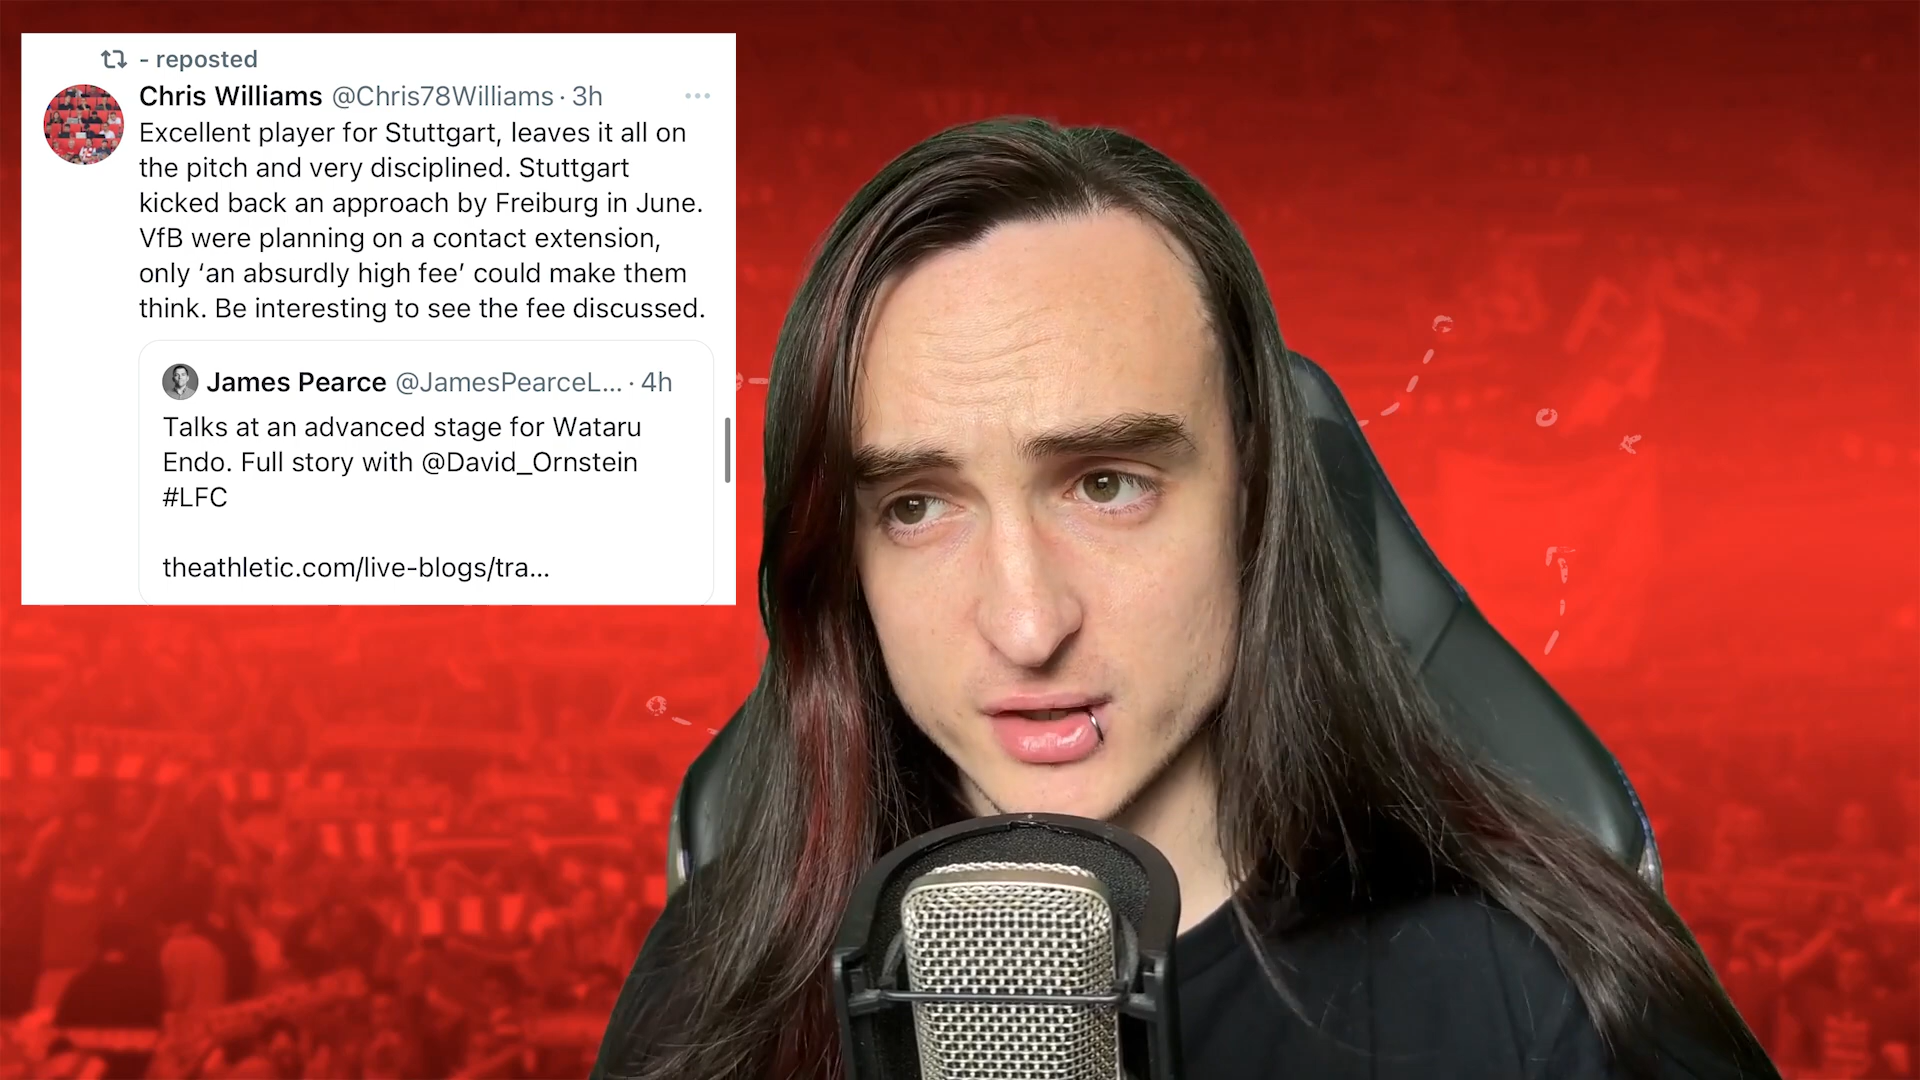 - reposted
Chris Williams @Chris78Williams · 3h
Excellent player for Stuttgart, leaves it all on
the pitch and very disciplined. Stuttgart
kicked back an approach by Freiburg in June.
VfB were planning on a contact extension,
only ‘an absurdly high fee’ could make them
think. Be interesting to see the fee discussed.
James Pearce @JamesPearceL... · 4h
Talks at an advanced stage for Wataru
Endo. Full story with @David_Ornstein
#LFC
theathletic.com/live-blogs/tra...